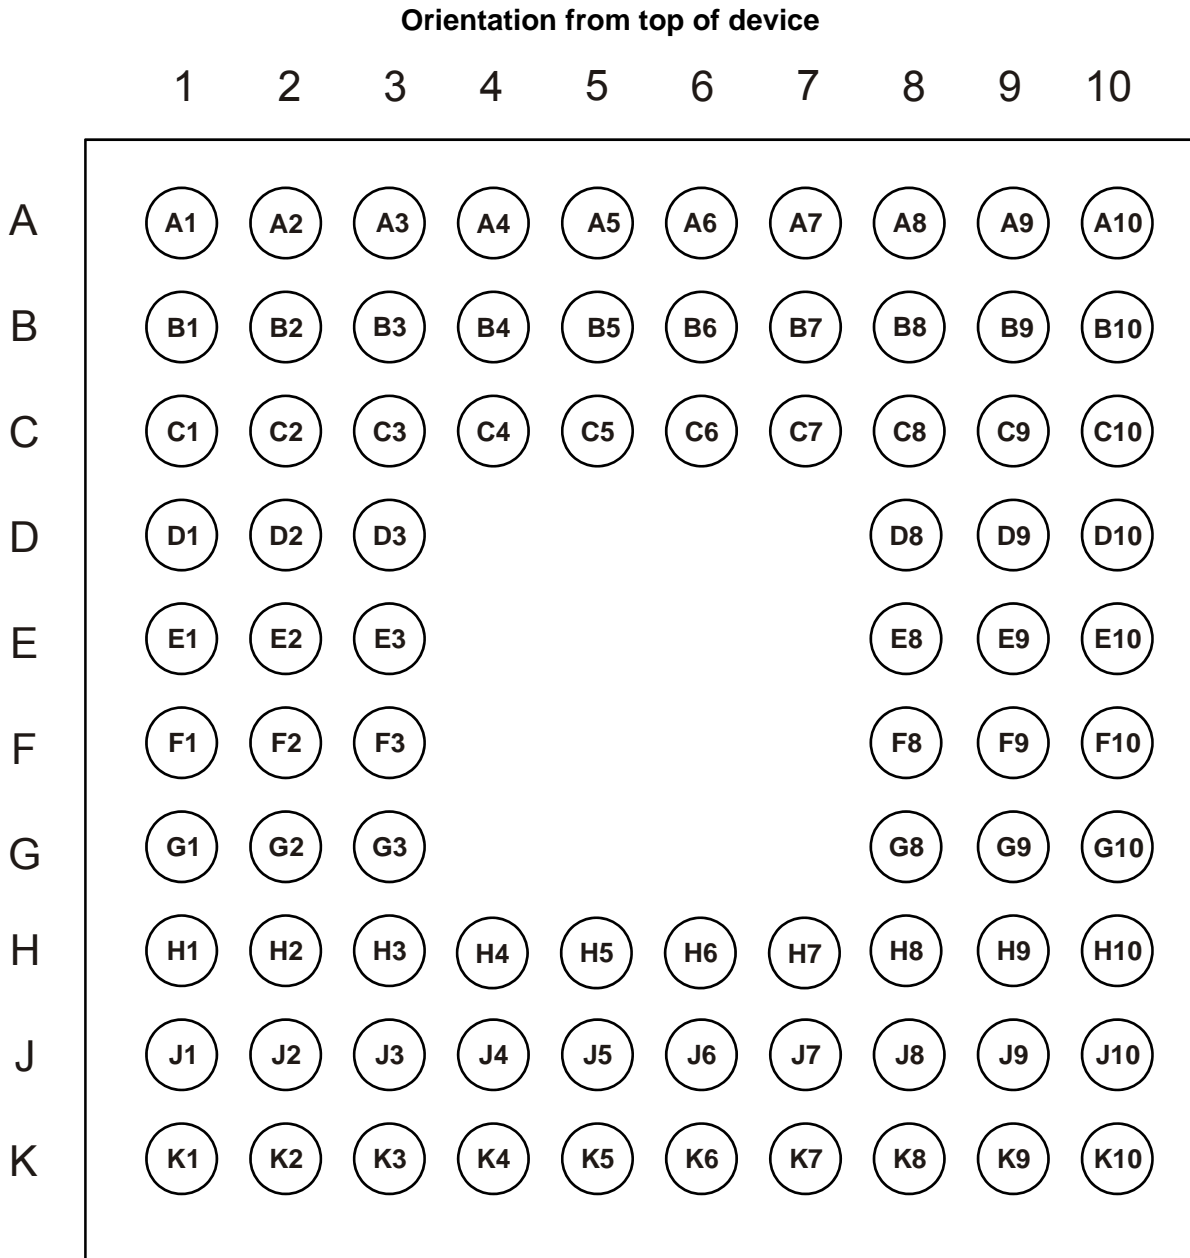 Orientation from top of device
1 2 3 4 5 6 7 8 9 10
A A1 A2 A3 A4 A5 A6 A7 A8 A9 A10
B B1 B2 B3 B4 B5 B6 B7 B8 B9 B10
C C1 C2 C3 C4 C5 C6 C7 C8 C9 C10
D D1 D2 D3 D8 D9 D10
E E1 E2 E3 E8 E9 E10
F F1 F2 F3 F8 F9 F10
G G1 G2 G3 G8 G9 G10
H H1 H2 H3 H4 H5 H6 H7 H8 H9 H10
J J1 J2 J3 J4 J5 J6 J7 J8 J9 J10
K K1 K2 K3 K4 K5 K6 K7 K8 K9 K10